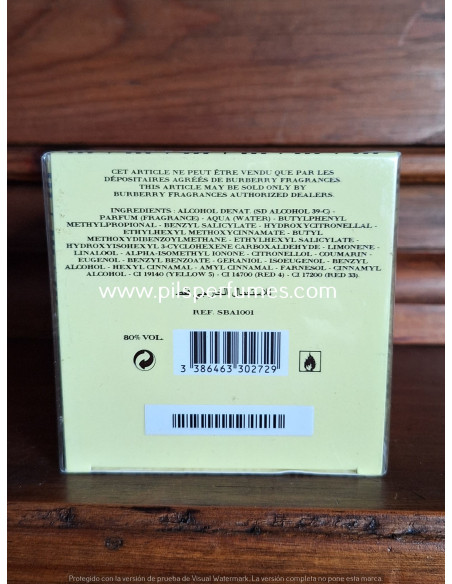 CET ARTICLE NE PEUT ÊTRE VENDU QUE PAR LES
DÉPOSITAIRES AGRÉÉS DE BURBERRY FRAGRANCES.
THIS ARTICLE MAY BE SOLD ONLY BY
BURBERRY FRAGRANCES AUTHORIZED DEALERS.
INGREDIENTS : ALCOHOL DENAT. (SD ALCOHOL 39-C) -
PARFUM (FRAGRANCE) - AQUA (WATER) - BUTYLPHENYL
METHYLPROPIONAL - BENZYL SALICYLATE - HYDROXYCITRONELLAL -
ETHYLHEXYL METHOXYCINNAMATE - BUTYL
METHOXYDIBENZOYLMETHANE - ETHYLHEXYL SALICYLATE -
HYDROXYISOHEXYL 3-CYCLOHEXENE CARBOXALDEHYDE - LIMONENE -
LINALOOL - ALPHA-ISOMETHYL IONONE - CITRONELLOL - COUMARIN -
EUGENOL - BENZYL BENZOATE - GERANIOL - ISOEUGENOL - BENZYL
ALCOHOL - HEXYL CINNAMAL - AMYL CINNAMAL - FARNESOL - CINNAMYL
ALCOHOL - CI 19140 (YELLOW 5) - CI 14700 (RED 4) - CI 17200 (RED 33).
www.pilsperfumes.com
REF. SBA1001
80% VOL.
3 386463 302729
Protegido con la versión de prueba de Visual Watermark. La versión completa no pone esta marca.